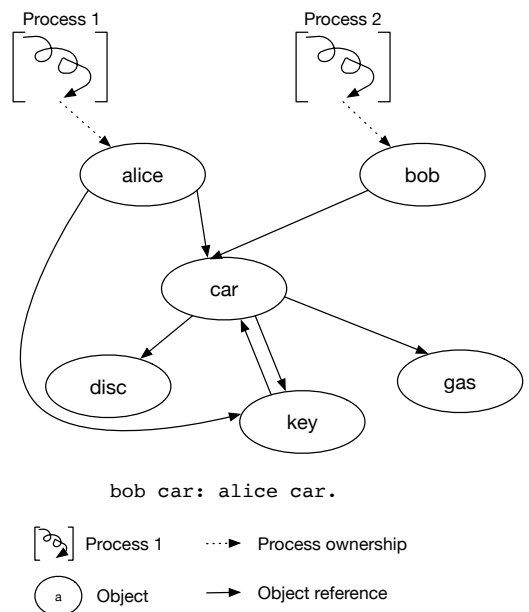 Process 1
Process 2
alice
bob
car
disc
gas
key
bob car: alice car.
Process 1
Process ownership
a
Object
Object reference